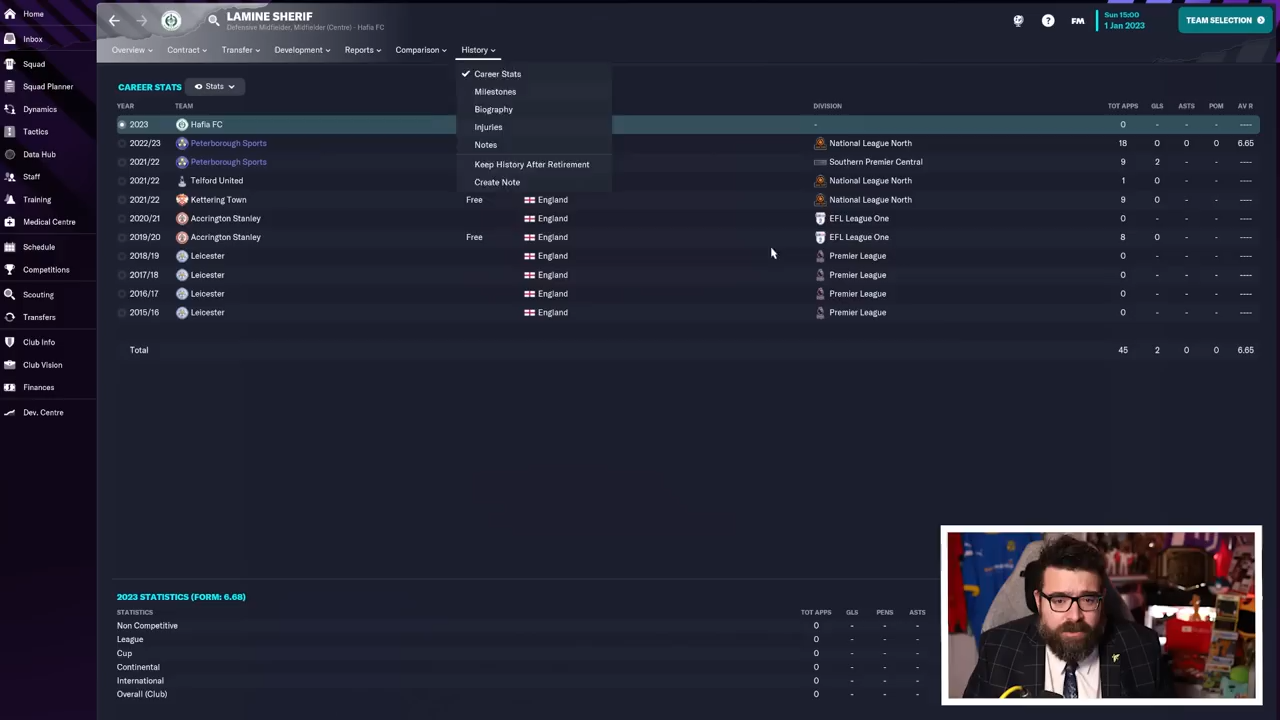 Home
Inbox
Squad
Squad Planner
Dynamics
Tactics
Data Hub
Staff
Training
Medical Centre
Schedule
Competitions
Scouting
Transfers
Club Info
Club Vision
Finances
Dev. Centre
LAMINE SHERIF
Defensive Midfielder, Midfielder (Centre) - Hafia FC
? FM Sun 15:00
1 Jan 2023
TEAM SELECTION
Overview Contract Transfer Development Reports Comparison History
Career Stats
Milestones
Biography
Injuries
Notes
Keep History After Retirement
Create Note
CAREER STATS Stats
YEAR TEAM DIVISION TOT APPS GLS ASTS POM AV R
2023 Hafia FC - 0 - - - ----
2022/23 Peterborough Sports National League North 18 0 0 0 6.65
2021/22 Peterborough Sports Southern Premier Central 9 2 - - ----
2021/22 Telford United National League North 1 0 - - ----
2021/22 Kettering Town Free England National League North 9 0 - - ----
2020/21 Accrington Stanley England EFL League One 0 - - - ----
2019/20 Accrington Stanley Free England EFL League One 8 0 - - ----
2018/19 Leicester England Premier League 0 - - - ----
2017/18 Leicester England Premier League 0 - - - ----
2016/17 Leicester England Premier League 0 - - - ----
2015/16 Leicester England Premier League 0 - - - ----
Total 45 2 0 0 6.65
2023 STATISTICS (FORM: 6.68)
STATISTICS TOT APPS GLS PENS ASTS
Non Competitive 0 - - -
League 0 - - -
Cup 0 - - -
Continental 0 - - -
International 0 - - -
Overall (Club) 0 - - -